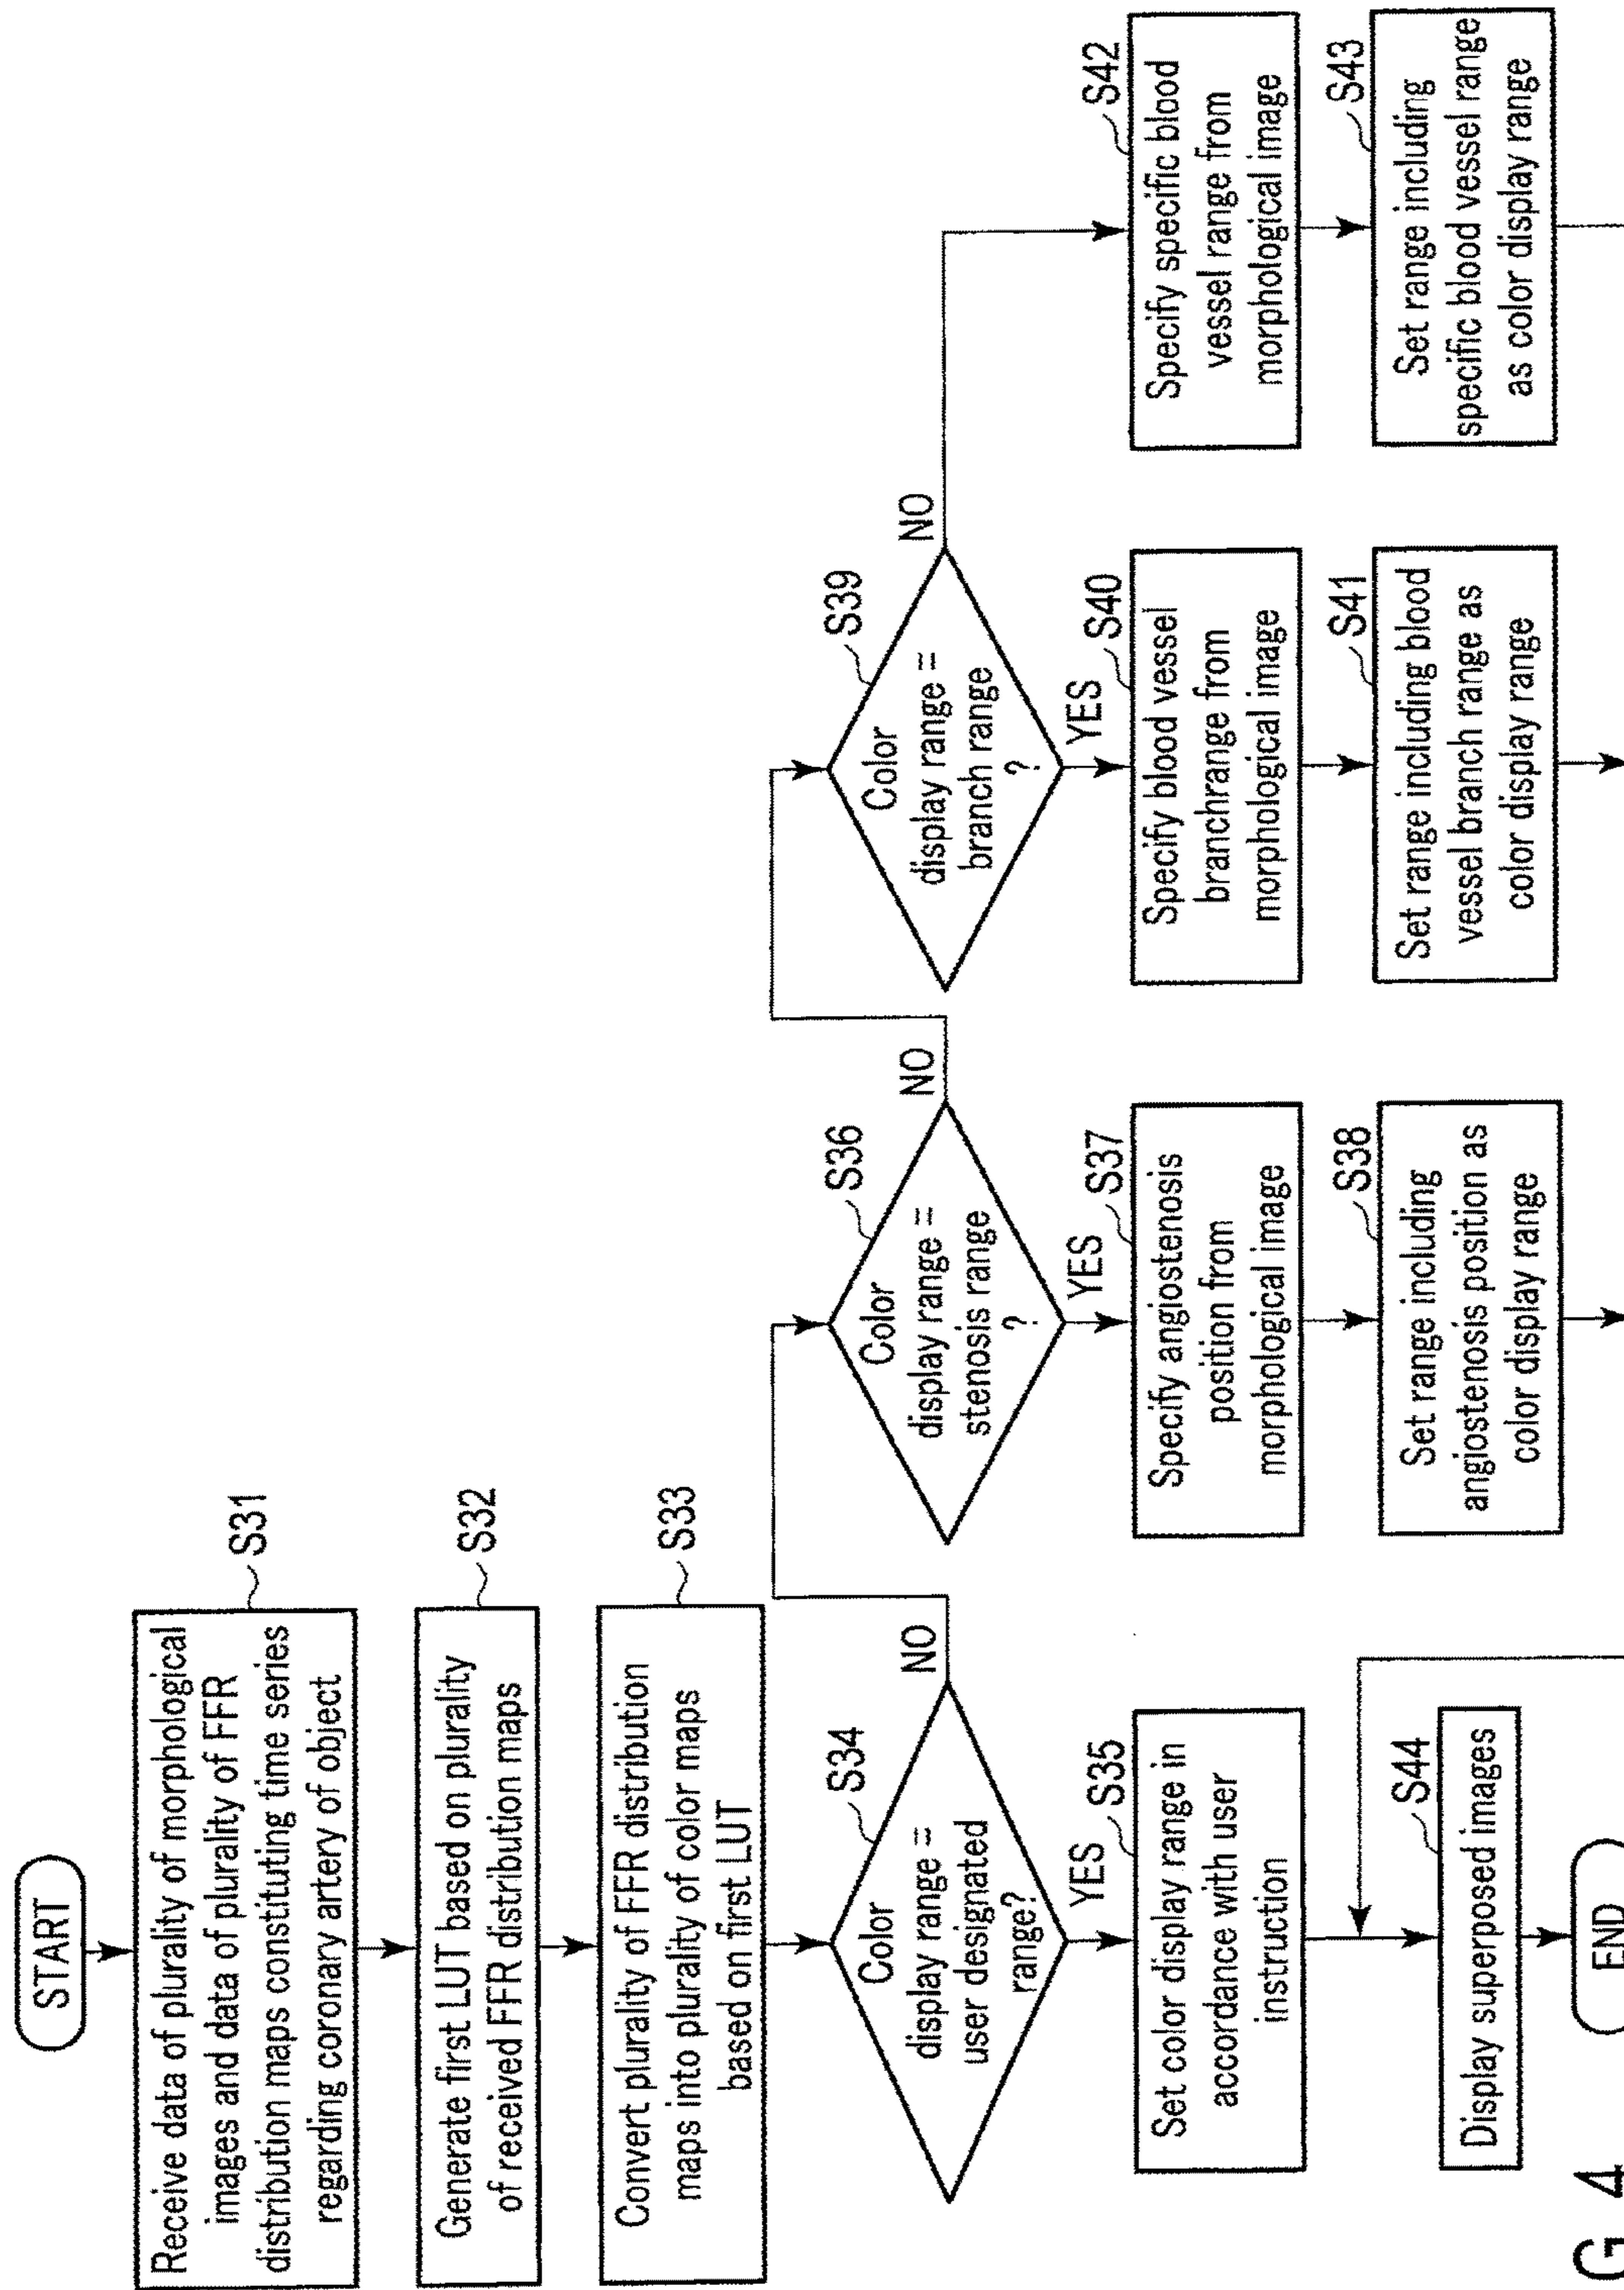 START
S31
Receive data of plurality of morphological
images and data of plurality of FFR
distribution maps constituting time series
regarding coronary artery of object
S32
Generate first LUT based on plurality
of received FFR distribution maps
S33
Convert plurality of FFR distribution
maps into plurality of color maps
based on first LUT
S34
Color
display range =
user designated
range?
NO
YES
S35
Set color display range in
accordance with user
instruction
S36
Color
display range =
stenosis range
?
NO
YES
S37
Specify angiostenosis
position from
morphological image
S38
Set range including
angiostenosis position as
color display range
S39
Color
display range =
branch range
?
NO
YES
S40
Specify blood vessel
branchrange from
morphological image
S41
Set range including blood
vessel branch range as
color display range
S42
Specify specific blood
vessel range from
morphological image
S43
Set range including
specific blood vessel range
as color display range
S44
Display superposed images
END
G 4